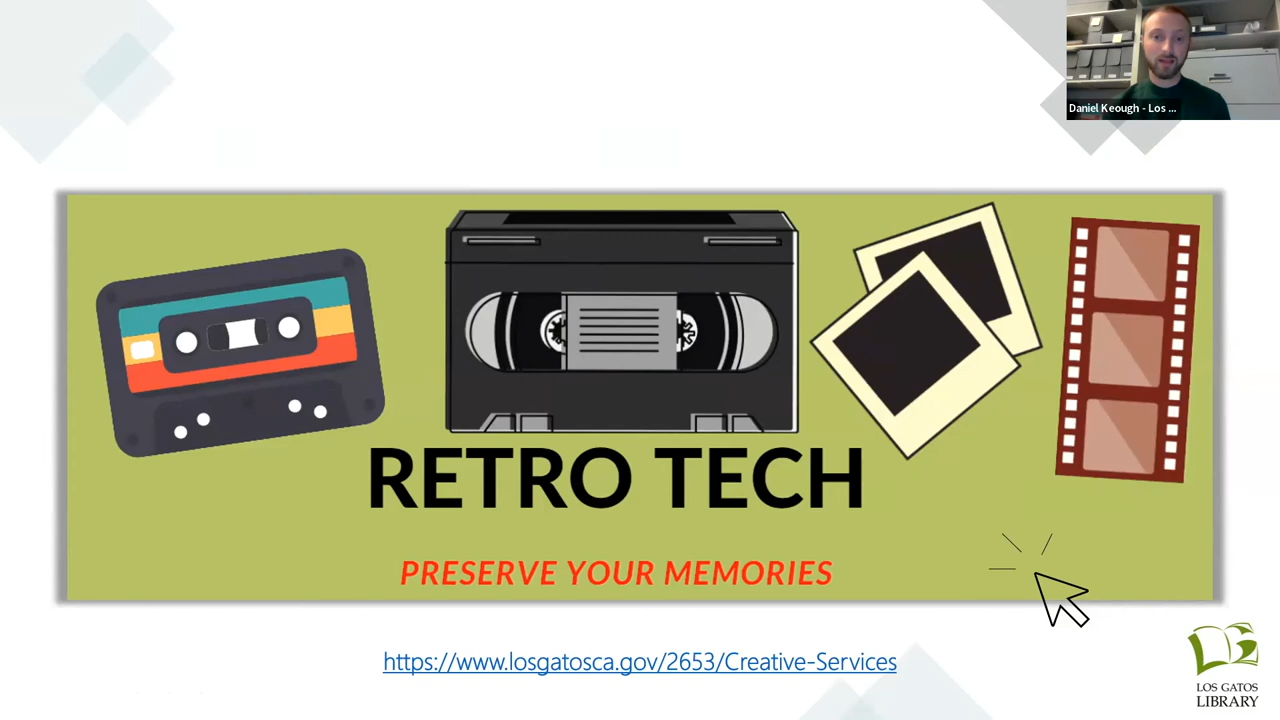 Daniel Keough - Los ...
RETRO TECH
PRESERVE YOUR MEMORIES
https://www.losgatosca.gov/2653/Creative-Services
LOS GATOS
LIBRARY